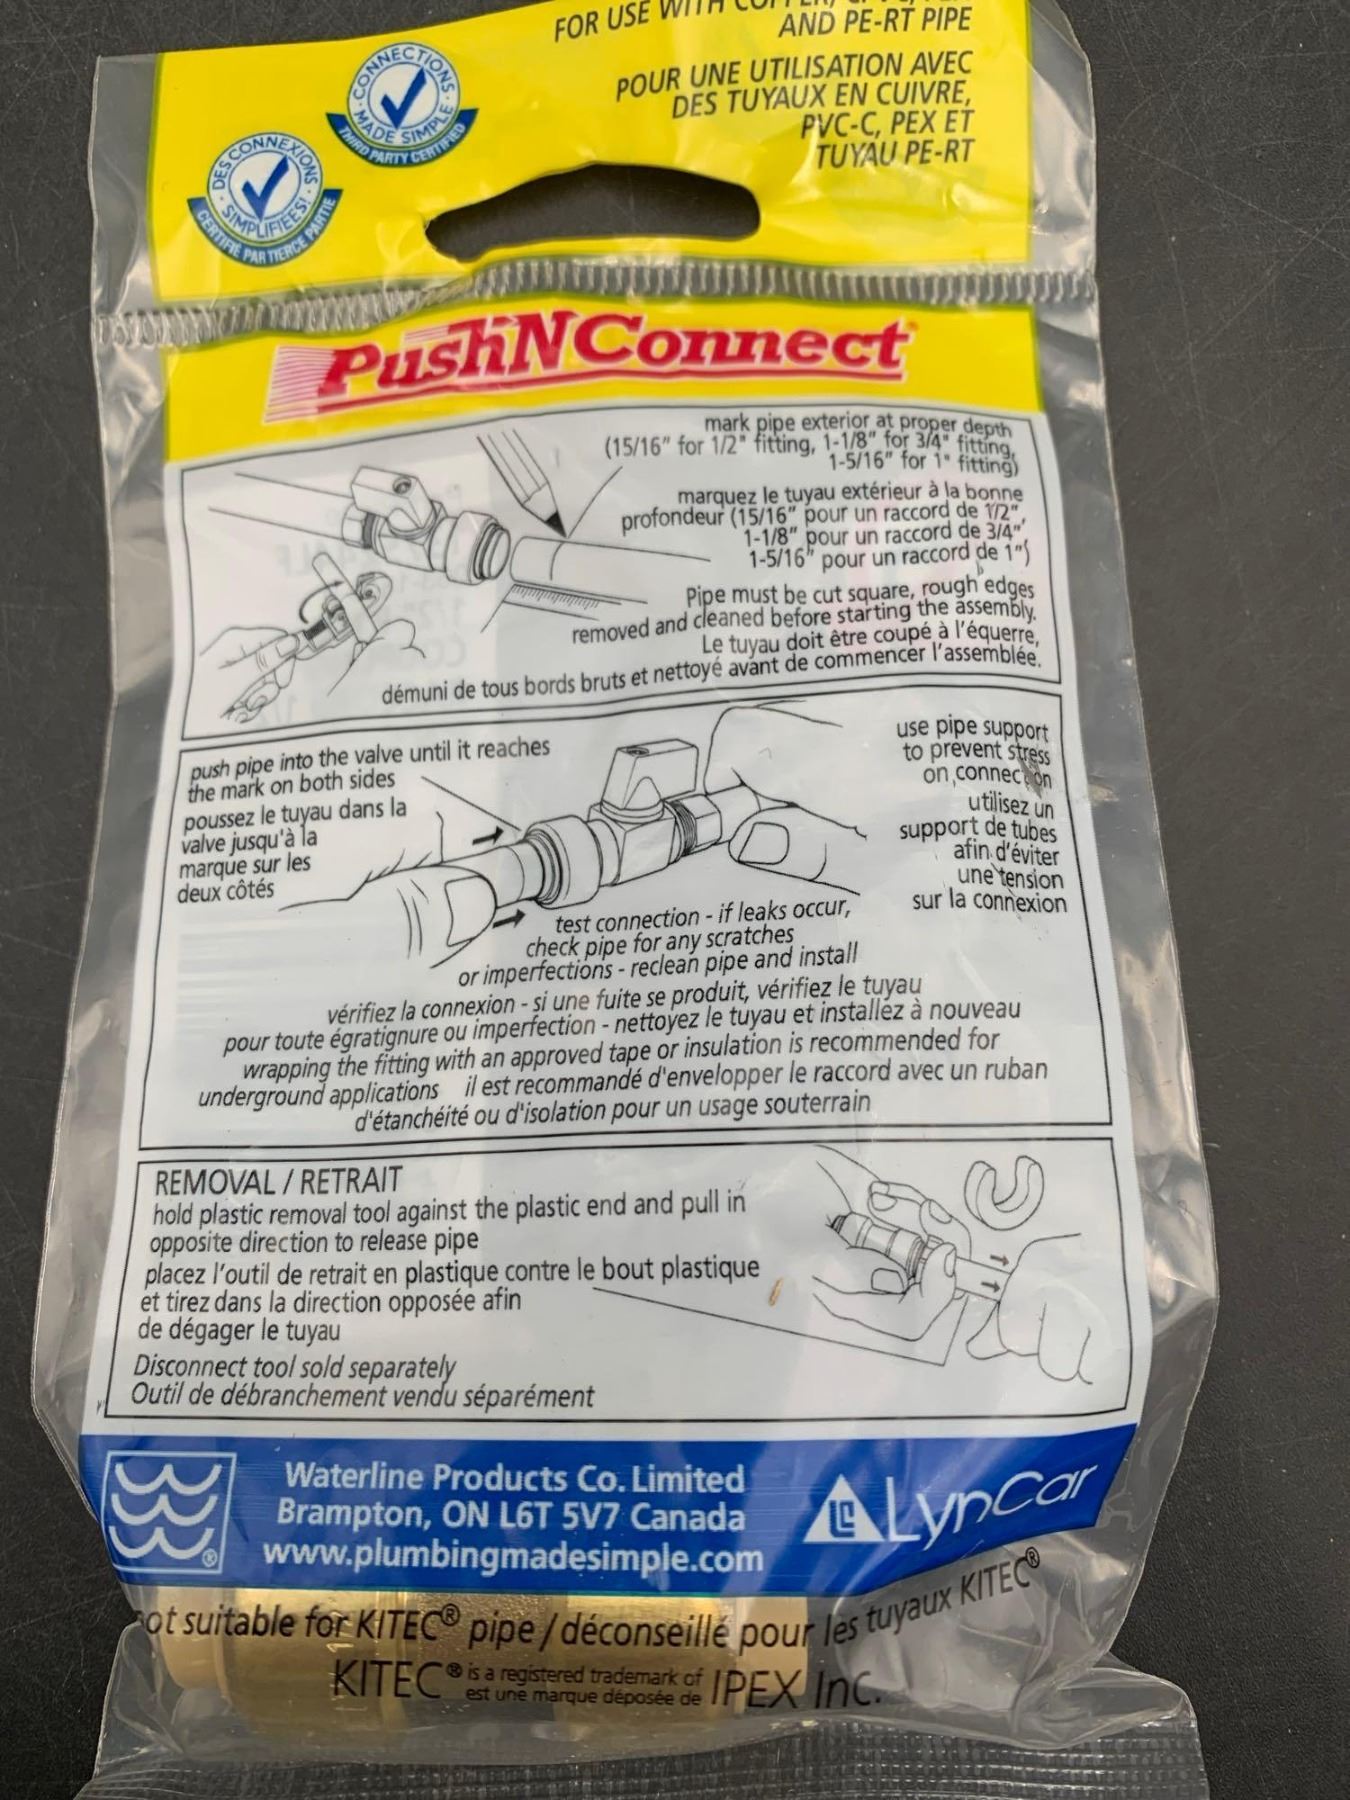 FOR USE WITH
AND PE-RT PIPE
POUR UNE UTILISATION AVEC
DES TUYAUX EN CUIVRE,
PVC-C, PEX ET
TUYAU PE-RT
CONNECTIONS
MADE SIMPLE
THIRD PARTY CERTIFIED
DES CONNEXIONS
SIMPLIFIÉES!
CERTIFIÉ PAR TIERCE PARTIE
Push'NConnect
mark pipe exterior at proper depth
(15/16" for 1/2" fitting, 1-1/8" for 3/4" fitting,
1-5/16" for 1" fitting)
marquez le tuyau extérieur à la bonne
profondeur (15/16" pour un raccord de 1/2",
1-1/8" pour un raccord de 3/4",
1-5/16" pour un raccord de 1")
Pipe must be cut square, rough edges
removed and cleaned before starting the assembly.
Le tuyau doit être coupé à l'équerre,
démuni de tous bords bruts et nettoyé avant de commencer l'assemblée.
push pipe into the valve until it reaches
the mark on both sides
poussez le tuyau dans la
valve jusqu'à la
marque sur les
deux côtés
use pipe support
to prevent stress
on connection
utilisez un
support de tubes
afin d'éviter
une tension
sur la connexion
test connection - if leaks occur,
check pipe for any scratches
or imperfections - reclean pipe and install
vérifiez la connexion - si une fuite se produit, vérifiez le tuyau
pour toute égratignure ou imperfection - nettoyez le tuyau et installez à nouveau
wrapping the fitting with an approved tape or insulation is recommended for
underground applications il est recommandé d'envelopper le raccord avec un ruban
d'étanchéité ou d'isolation pour un usage souterrain
REMOVAL / RETRAIT
hold plastic removal tool against the plastic end and pull in
opposite direction to release pipe
placez l'outil de retrait en plastique contre le bout plastique
et tirez dans la direction opposée afin
de dégager le tuyau
Disconnect tool sold separately
Outil de débranchement vendu séparément
Waterline Products Co. Limited
Brampton, ON L6T 5V7 Canada
www.plumbingmadesimple.com
LynCar
not suitable for KITEC® pipe / déconseillé pour les tuyaux KITEC®
KITEC® is a registered trademark of IPEX Inc.
est une marque déposée de